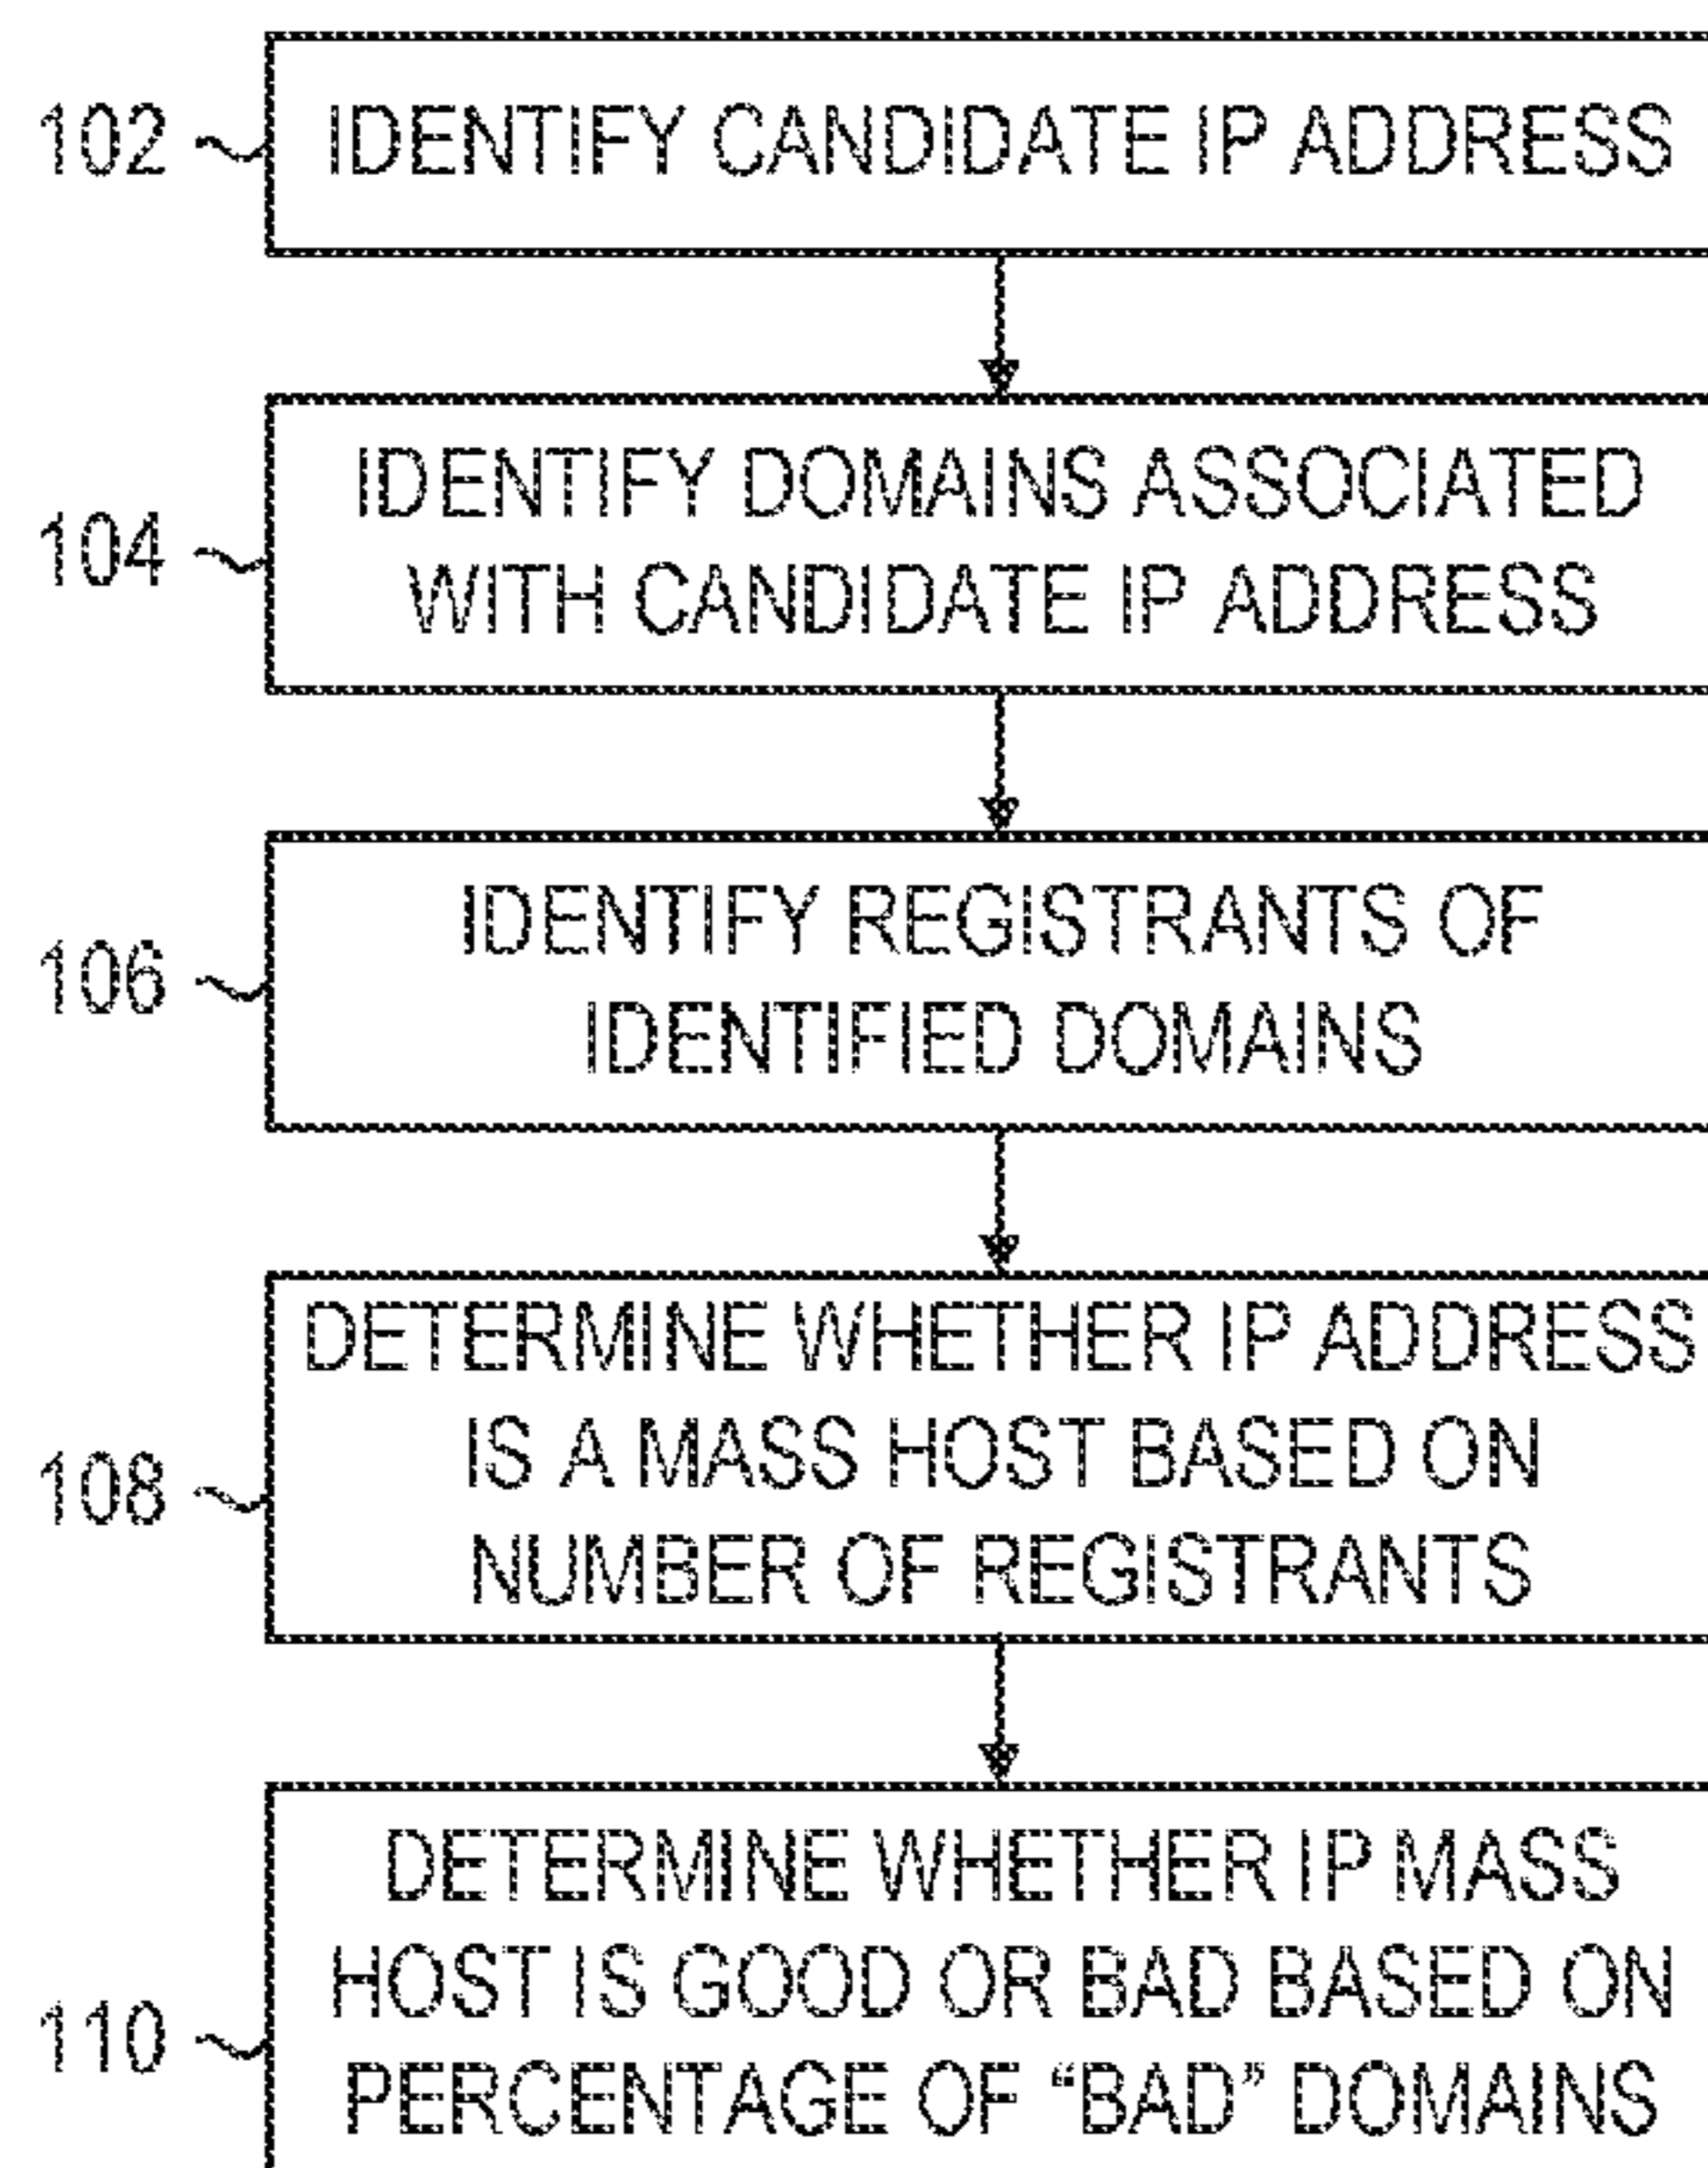 102
IDENTIFY CANDIDATE IP ADDRESS
104
IDENTIFY DOMAINS ASSOCIATED
WITH CANDIDATE IP ADDRESS
106
IDENTIFY REGISTRANTS OF
IDENTIFIED DOMAINS
108
DETERMINE WHETHER IP ADDRESS
IS A MASS HOST BASED ON
NUMBER OF REGISTRANTS
110
DETERMINE WHETHER IP MASS
HOST IS GOOD OR BAD BASED ON
PERCENTAGE OF “BAD” DOMAINS